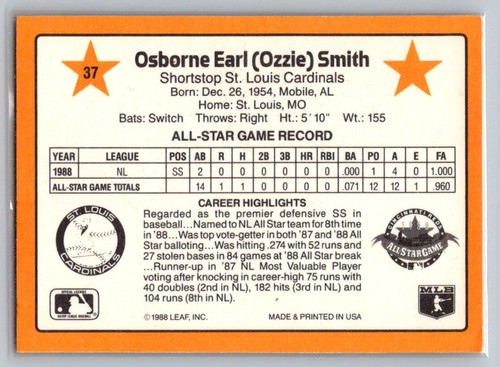 37
Osborne Earl (Ozzie) Smith
Shortstop St. Louis Cardinals
Born: Dec. 26, 1954, Mobile, AL
Home: St. Louis, MO
Bats: Switch Throws: Right Ht.: 5'10" Wt.: 155
ALL-STAR GAME RECORD
YEAR LEAGUE POS AB R H 2B 3B HR RBI BA PO A E FA
1988 NL SS 2 0 0 0 0 0 0 .000 1 4 0 1.000
ALL-STAR GAME TOTALS 14 1 1 0 0 0 0 .071 12 12 1 .960
CAREER HIGHLIGHTS
Regarded as the premier defensive SS in
baseball...Named to NL All Star team for 8th time
in '88...Was top vote-getter in both '87 and '88 All
Star balloting...Was hitting .274 with 52 runs and
27 stolen bases in 84 games at '88 All Star break
...Runner-up in '87 NL Most Valuable Player
voting after knocking in career-high 75 runs with
40 doubles (2nd in NL), 182 hits (3rd in NL) and
104 runs (8th in NL).
ST. LOUIS
CARDINALS
CINCINNATI REDS
ALL STAR GAME
MLB
©1988 LEAF, INC. MADE & PRINTED IN USA